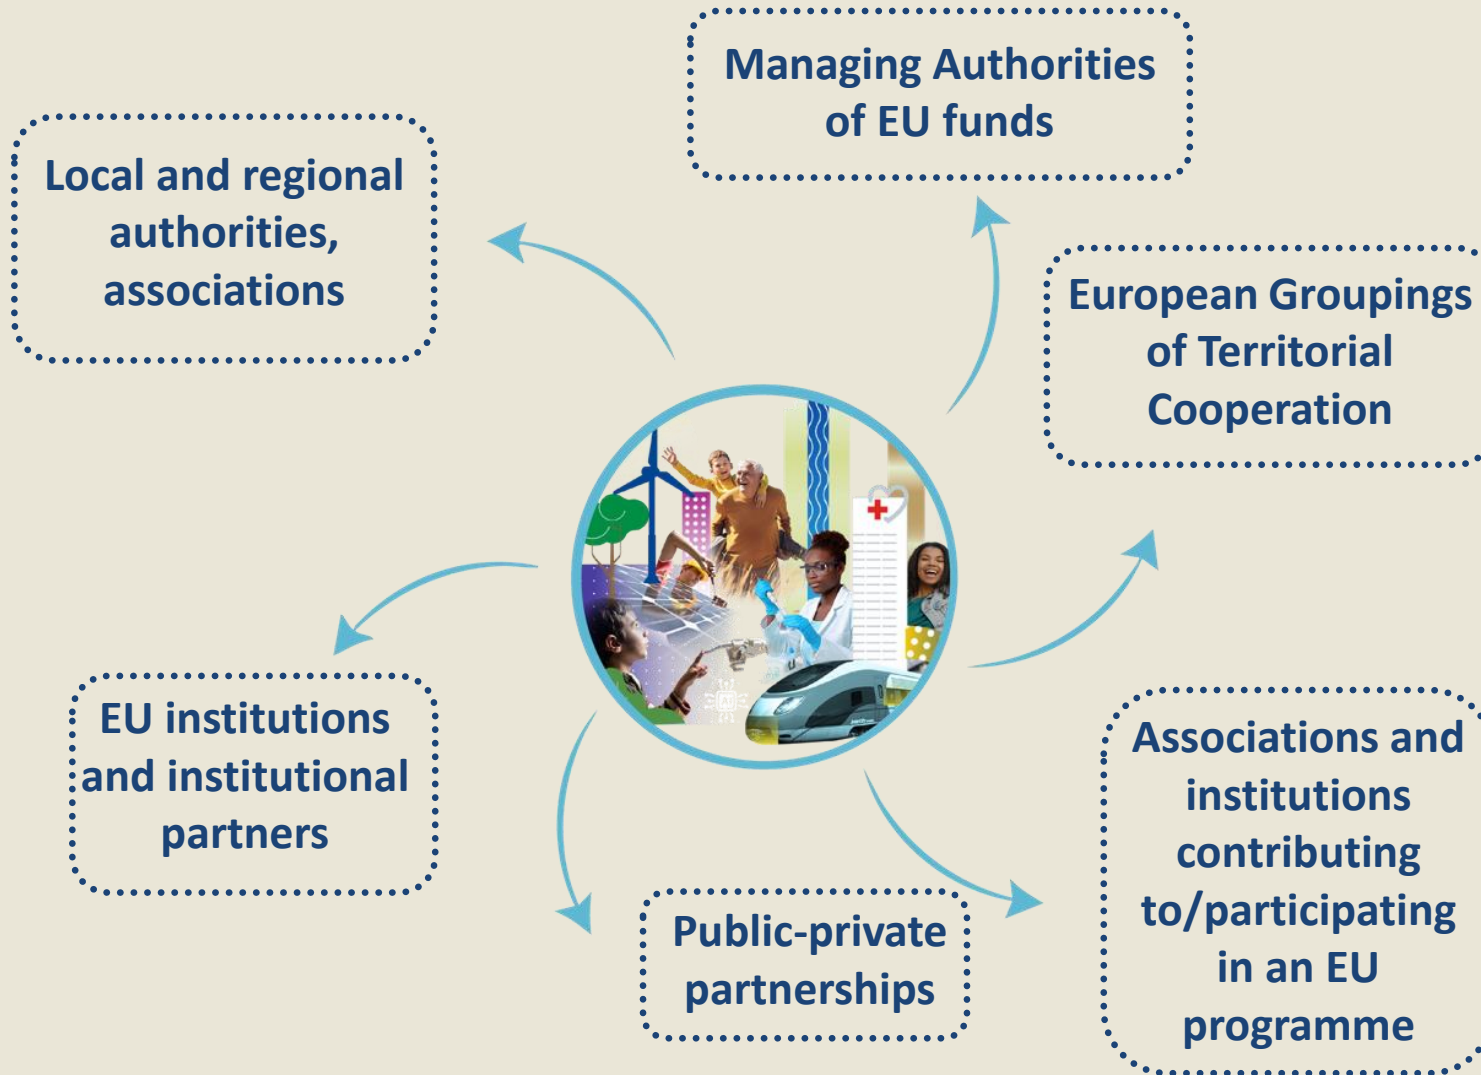 Managing Authorities
of EU funds
Local and regional
authorities,
associations
European Groupings
of Territorial
Cooperation
EU institutions
and institutional
partners
Public-private
partnerships
Associations and
institutions
contributing
to/participating
in an EU
programme
AI